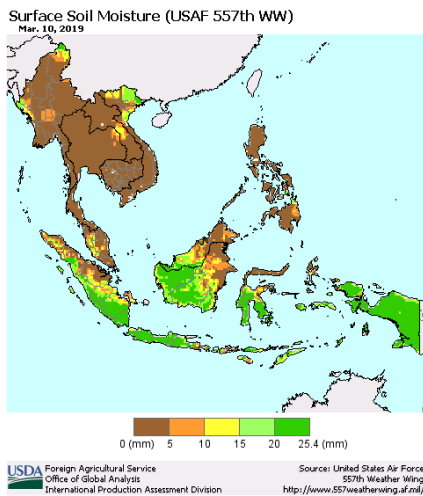 Surface Soil Moisture (USAF 557th WW)
Mar. 10, 2019
0 (mm) 5 10 15 20 25.4 (mm)
USDA
Foreign Agricultural Service
Office of Global Analysis
International Production Assessment Division
Source: United States Air Force
557th Weather Wing
http://www.557weatherwing.af.mil/